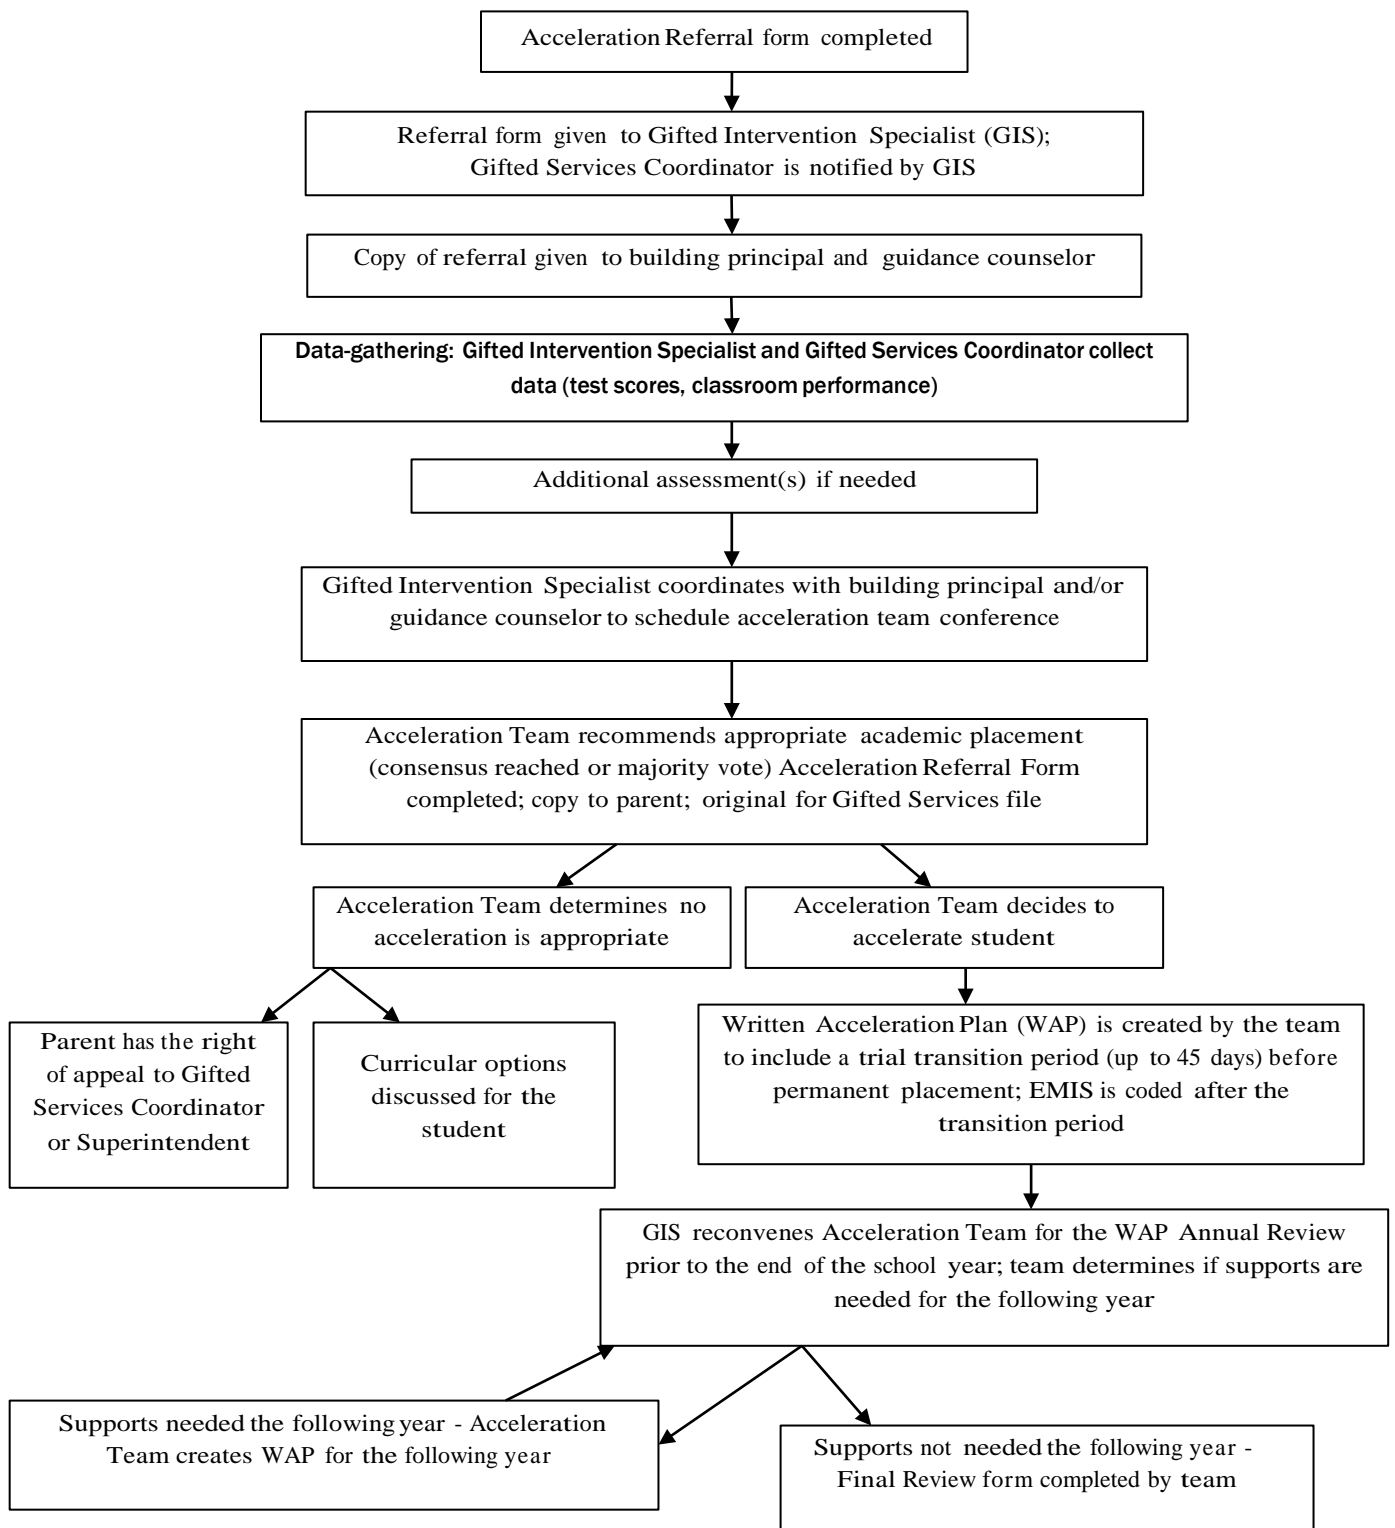 Acceleration Referral form completed
Referral form given to Gifted Intervention Specialist (GIS);
Gifted Services Coordinator is notified by GIS
Copy of referral given to building principal and guidance counselor
Data-gathering: Gifted Intervention Specialist and Gifted Services Coordinator collect
data (test scores, classroom performance)
Additional assessment(s) if needed
Gifted Intervention Specialist coordinates with building principal and/or
guidance counselor to schedule acceleration team conference
Acceleration Team recommends appropriate academic placement
(consensus reached or majority vote) Acceleration Referral Form
completed; copy to parent; original for Gifted Services file
Acceleration Team determines no
acceleration is appropriate
Acceleration Team decides to
accelerate student
Parent has the right
of appeal to Gifted
Services Coordinator
or Superintendent
Curricular options
discussed for the
student
Written Acceleration Plan (WAP) is created by the team
to include a trial transition period (up to 45 days) before
permanent placement; EMIS is coded after the
transition period
GIS reconvenes Acceleration Team for the WAP Annual Review
prior to the end of the school year; team determines if supports are
needed for the following year
Supports needed the following year - Acceleration
Team creates WAP for the following year
Supports not needed the following year -
Final Review form completed by team